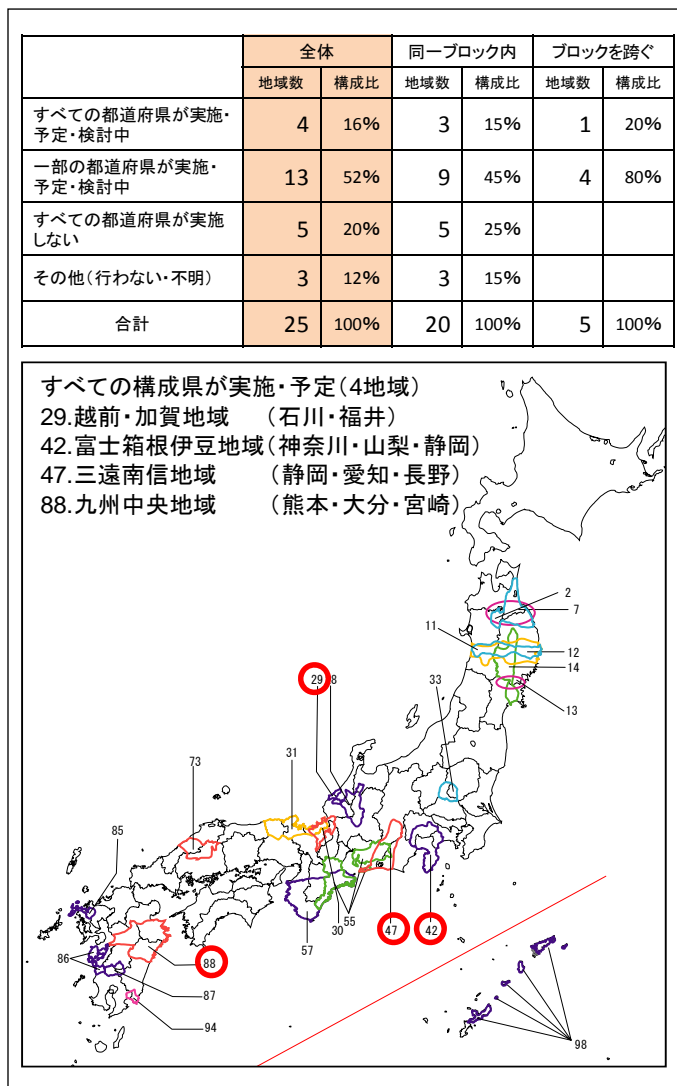 全体 同一ブロック内 ブロックを跨ぐ
地域数 構成比 地域数 構成比 地域数 構成比
すべての都道府県が実施・予定・検討中 4 16% 3 15% 1 20%
一部の都道府県が実施・予定・検討中 13 52% 9 45% 4 80%
すべての都道府県が実施しない 5 20% 5 25%
その他(行わない・不明) 3 12% 3 15%
合計 25 100% 20 100% 5 100%
すべての構成県が実施・予定(4地域)
29.越前・加賀地域 (石川・福井)
42.富士箱根伊豆地域(神奈川・山梨・静岡)
47.三遠南信地域 (静岡・愛知・長野)
88.九州中央地域 (熊本・大分・宮崎)
2
7
11
12
14
29
8
33
13
31
73
85
55
30
47
42
57
86
88
87
94
98